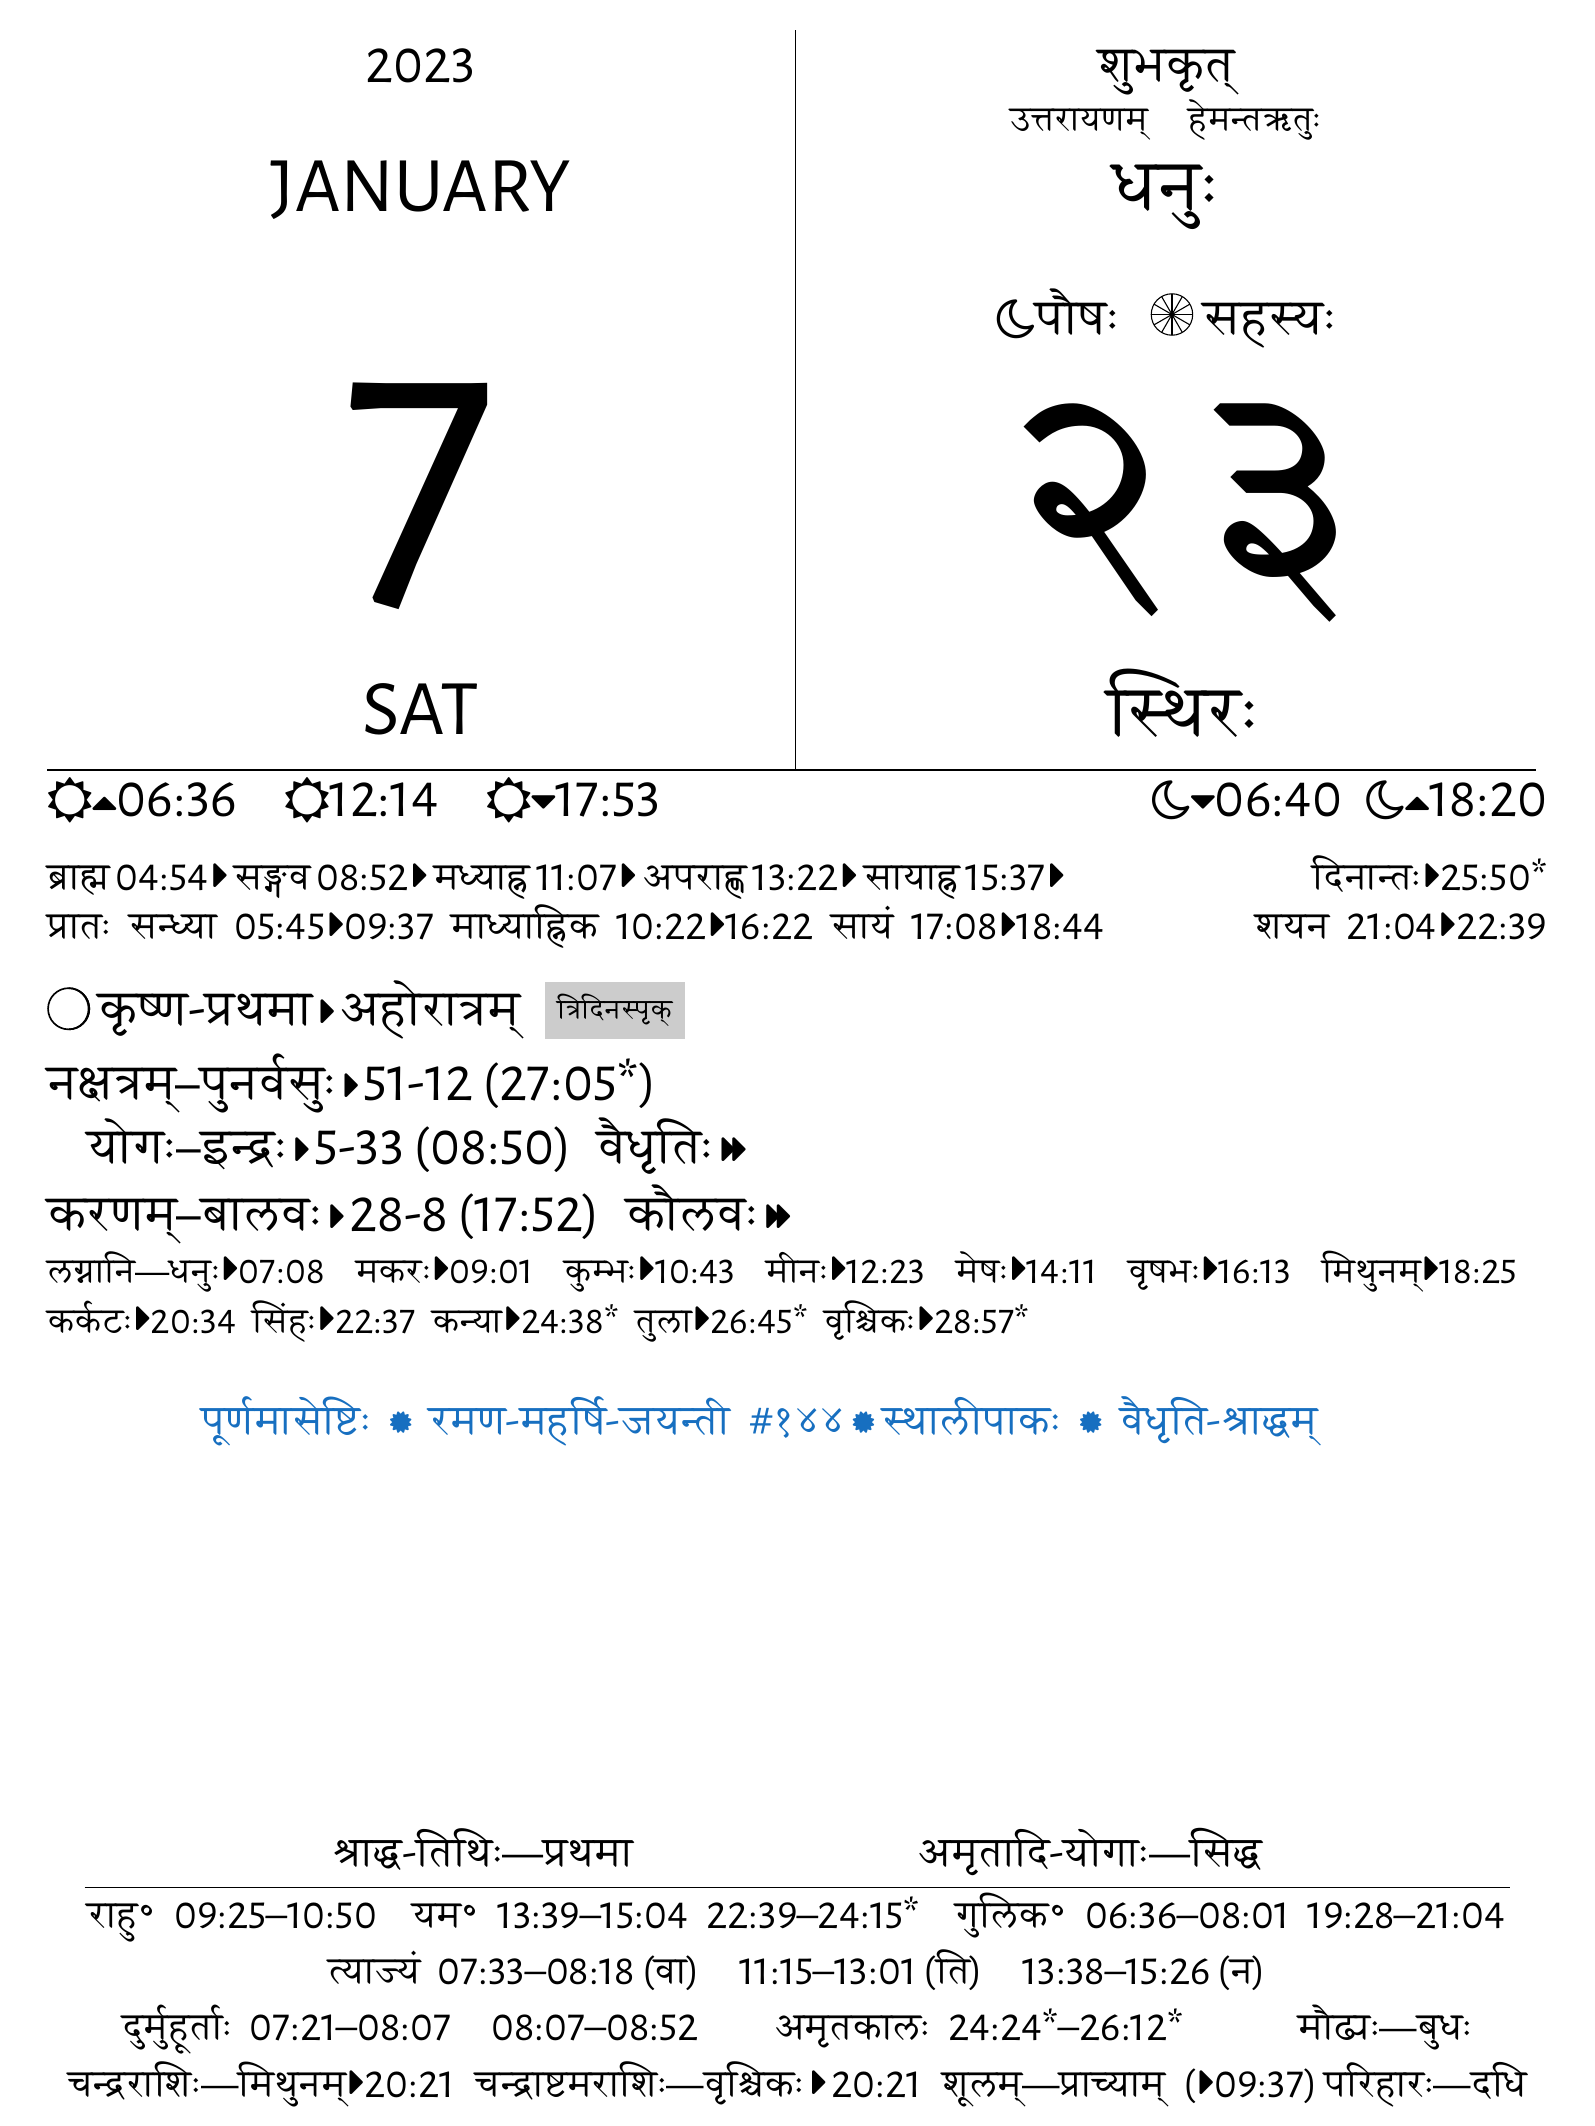 2023
JANUARY
7
SAT
शुभकृत्
उत्तरायणम् हेमन्तऋतुः
धनुः
पौषः सहस्यः
२३
स्थिरः
06:36 12:14 17:53 06:40 18:20
ब्राह्म 04:54 सङ्गव 08:52 मध्याह्न 11:07 अपराह्ण 13:22 सायाह्न 15:37 दिनान्तः 25:50*
प्रातः सन्ध्या 05:45 09:37 माध्याह्निक 10:22 16:22 सायं 17:08 18:44 शयन 21:04 22:39
कृष्ण-प्रथमा अहोरात्रम् त्रिदिनस्पृक्
नक्षत्रम्–पुनर्वसुः 51-12 (27:05*)
योगः–इन्द्रः 5-33 (08:50) वैधृतिः
करणम्–बालवः 28-8 (17:52) कौलवः
लग्नानि—धनुः 07:08 मकरः 09:01 कुम्भः 10:43 मीनः 12:23 मेषः 14:11 वृषभः 16:13 मिथुनम् 18:25
कर्कटः 20:34 सिंहः 22:37 कन्या 24:38* तुला 26:45* वृश्चिकः 28:57*
पूर्णमासेष्टिः रमण-महर्षि-जयन्ती #१४४ स्थालीपाकः वैधृति-श्राद्धम्
श्राद्ध-तिथिः—प्रथमा अमृतादि-योगाः—सिद्ध
राहु॰ 09:25–10:50 यम॰ 13:39–15:04 22:39–24:15* गुलिक॰ 06:36–08:01 19:28–21:04
त्याज्यं 07:33–08:18 (वा) 11:15–13:01 (ति) 13:38–15:26 (न)
दुर्मुहूर्ताः 07:21–08:07 08:07–08:52 अमृतकालः 24:24*–26:12* मौढ्यः—बुधः
चन्द्रराशिः—मिथुनम् 20:21 चन्द्राष्टमराशिः—वृश्चिकः 20:21 शूलम्—प्राच्याम् (09:37) परिहारः—दधि